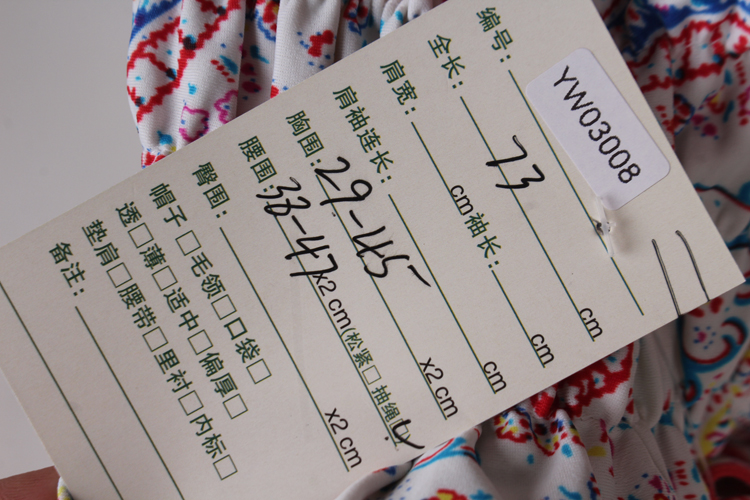 编号: YW03008
全长: 73 cm
肩宽: cm 袖长: cm
肩袖连长: cm
胸围: 29-45 x2 cm
腰围: 38-47 x2 cm (松紧□ 抽绳□)
臀围: x2 cm
帽子□ 毛领□ 口袋□
透□ 薄□ 适中□ 偏厚□
垫肩□ 腰带□ 里衬□ 内标□
备注: